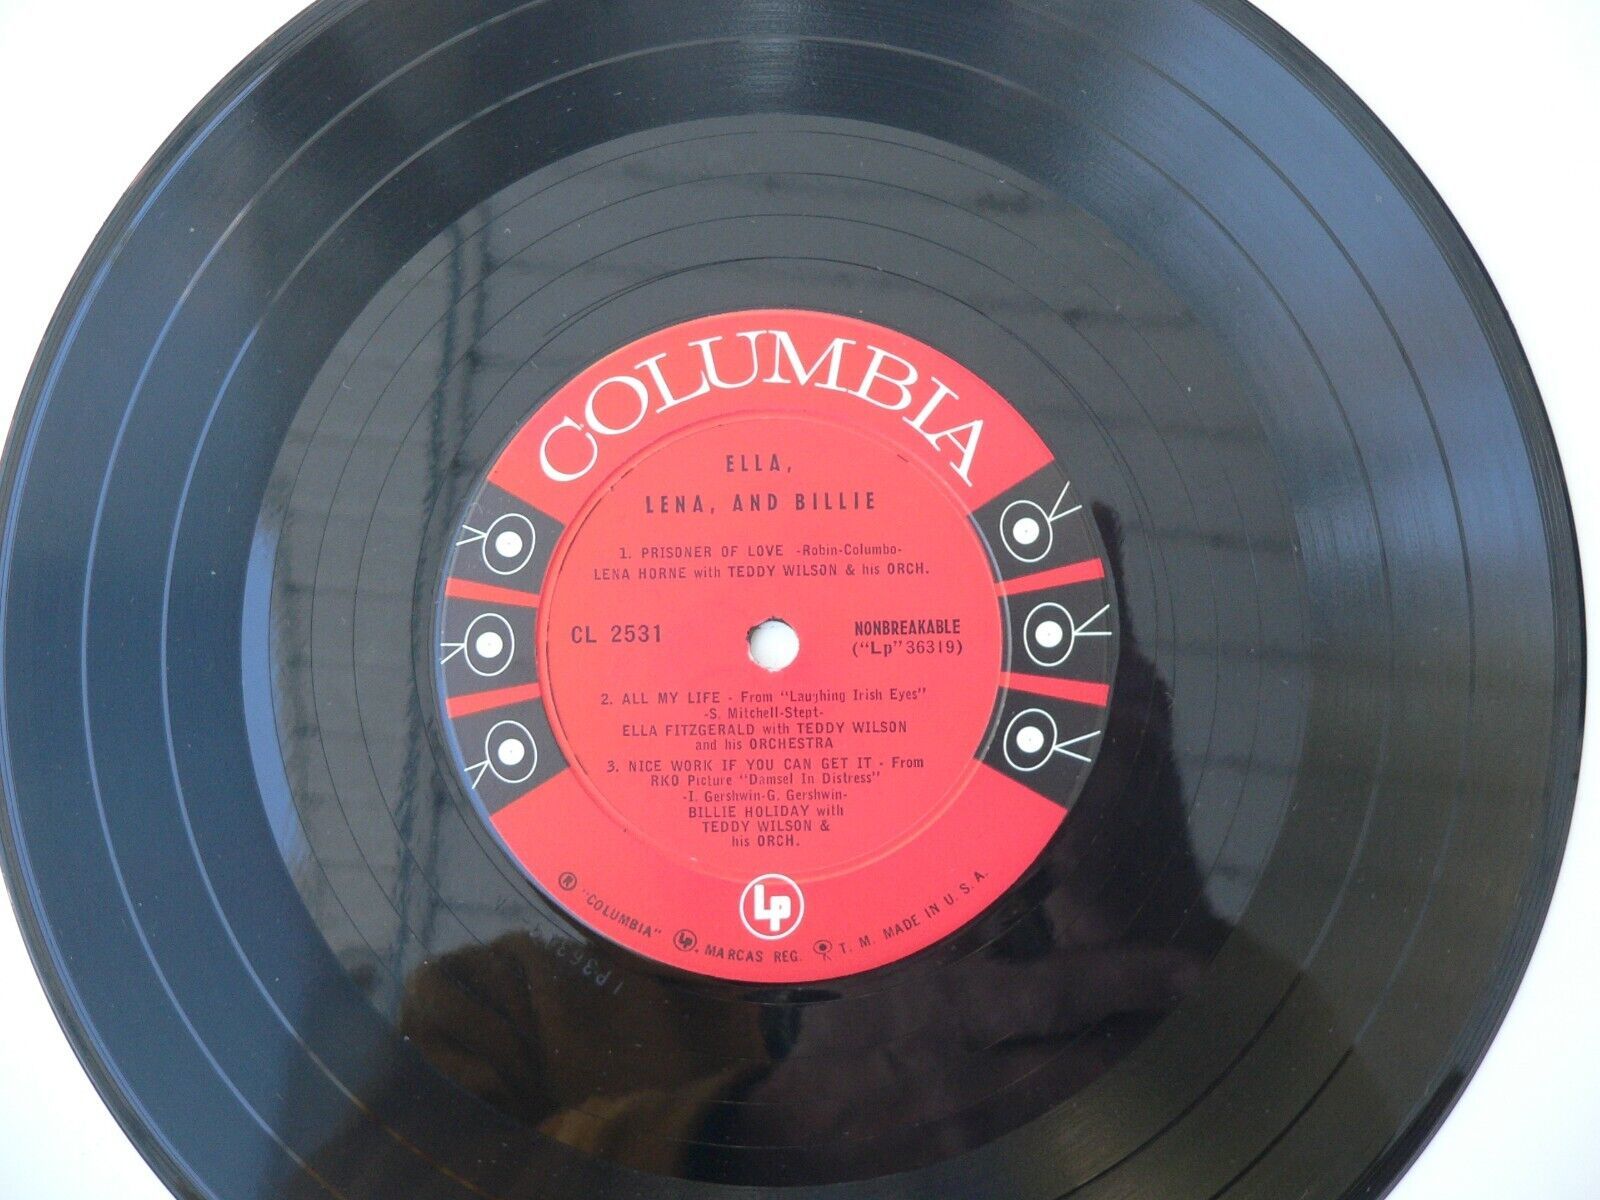 COLUMBIA
ELLA,
LENA, AND BILLIE
1. PRISONER OF LOVE -Robin-Columbo-
LENA HORNE with TEDDY WILSON & his ORCH.
CL 2531
NONBREAKABLE
("Lp" 36319)
2. ALL MY LIFE - From "Laughing Irish Eyes"
-S. Mitchell-Stept-
ELLA FITZGERALD with TEDDY WILSON
and his ORCHESTRA
3. NICE WORK IF YOU CAN GET IT - From
RKO Picture "Damsel In Distress"
-I. Gershwin-G. Gershwin-
BILLIE HOLIDAY with
TEDDY WILSON &
his ORCH.
Lp
® "COLUMBIA" Lp, MARCAS REG. T. M. MADE IN U. S. A.